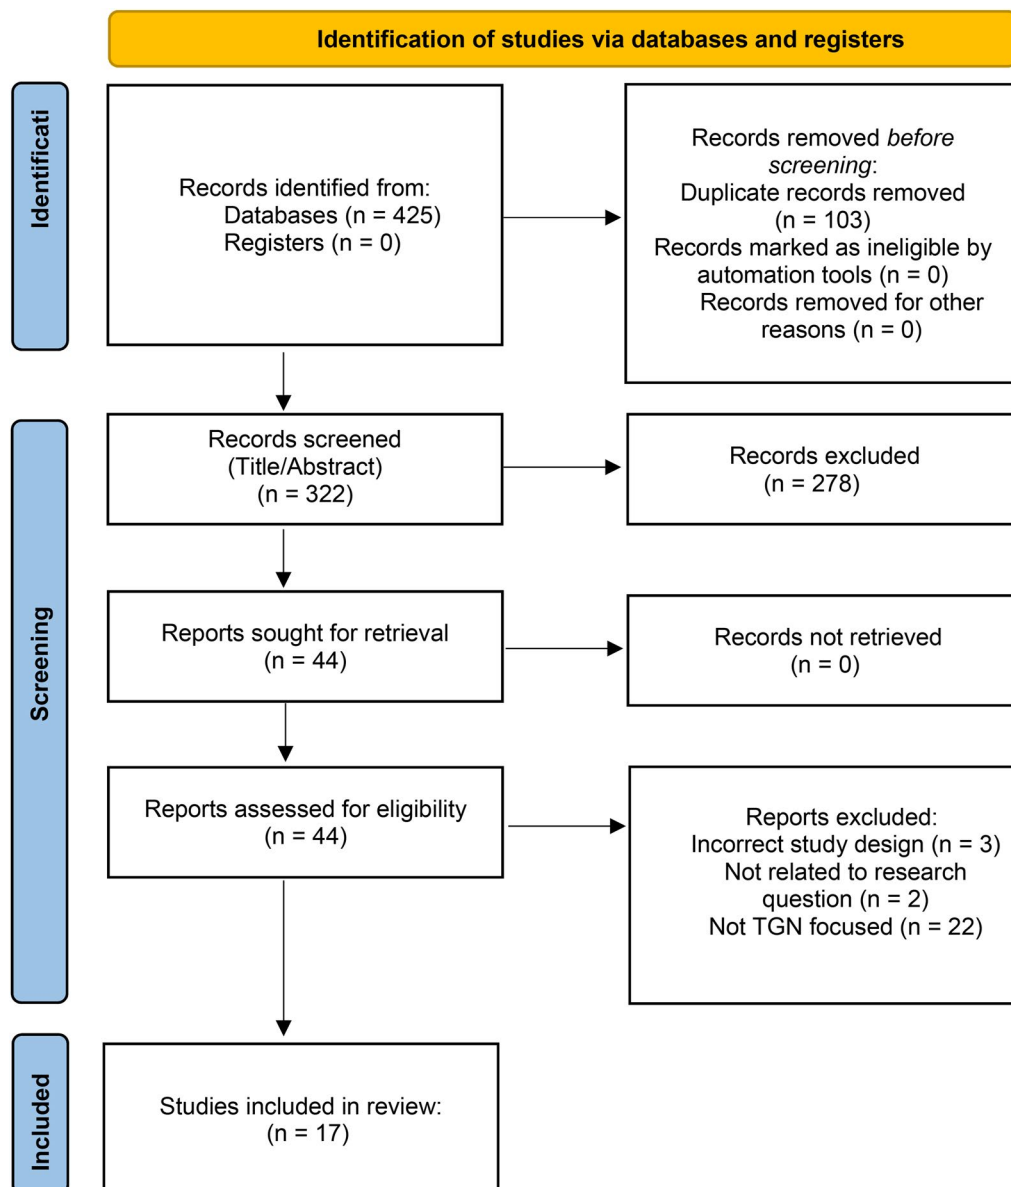 Identification of studies via databases and registers
Identificati
Records identified from:
Databases (n = 425)
Registers (n = 0)
Records removed before
screening:
Duplicate records removed
(n = 103)
Records marked as ineligible by
automation tools (n = 0)
Records removed for other
reasons (n = 0)
Screening
Records screened
(Title/Abstract)
(n = 322)
Records excluded
(n = 278)
Reports sought for retrieval
(n = 44)
Records not retrieved
(n = 0)
Reports assessed for eligibility
(n = 44)
Reports excluded:
Incorrect study design (n = 3)
Not related to research
question (n = 2)
Not TGN focused (n = 22)
Included
Studies included in review:
(n = 17)